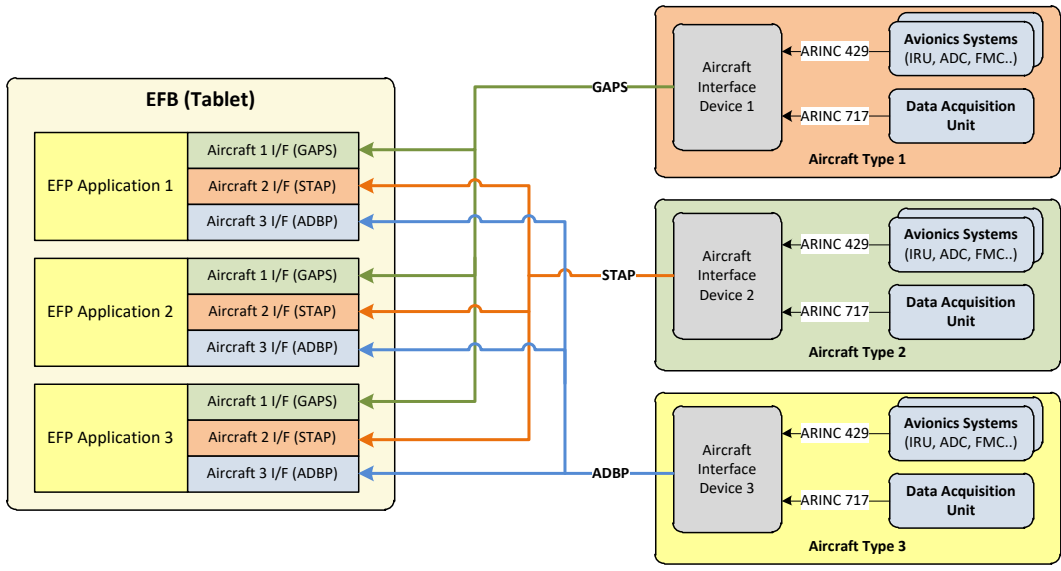 EFB (Tablet)
EFP Application 1
Aircraft 1 I/F (GAPS)
Aircraft 2 I/F (STAP)
Aircraft 3 I/F (ADBP)
EFP Application 2
Aircraft 1 I/F (GAPS)
Aircraft 2 I/F (STAP)
Aircraft 3 I/F (ADBP)
EFP Application 3
Aircraft 1 I/F (GAPS)
Aircraft 2 I/F (STAP)
Aircraft 3 I/F (ADBP)
GAPS
STAP
ADBP
Aircraft
Interface
Device 1
ARINC 429
ARINC 717
Avionics Systems
(IRU, ADC, FMC..)
Data Acquisition
Unit
Aircraft Type 1
Aircraft
Interface
Device 2
ARINC 429
ARINC 717
Avionics Systems
(IRU, ADC, FMC..)
Data Acquisition
Unit
Aircraft Type 2
Aircraft
Interface
Device 3
ARINC 429
ARINC 717
Avionics Systems
(IRU, ADC, FMC..)
Data Acquisition
Unit
Aircraft Type 3